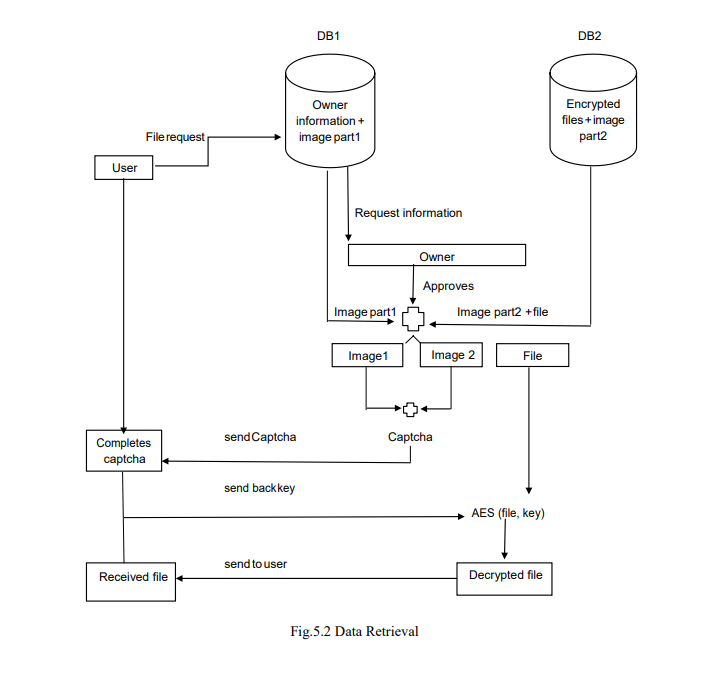 DB1
DB2
Owner
information+
image part1
Encrypted
files+image
part2
File request
User
Request information
Owner
Approves
Image part1
Image part2 +file
Image1
Image 2
File
Completes
captcha
send Captcha
Captcha
send back key
AES (file, key)
Received file
send to user
Decrypted file
Fig.5.2 Data Retrieval